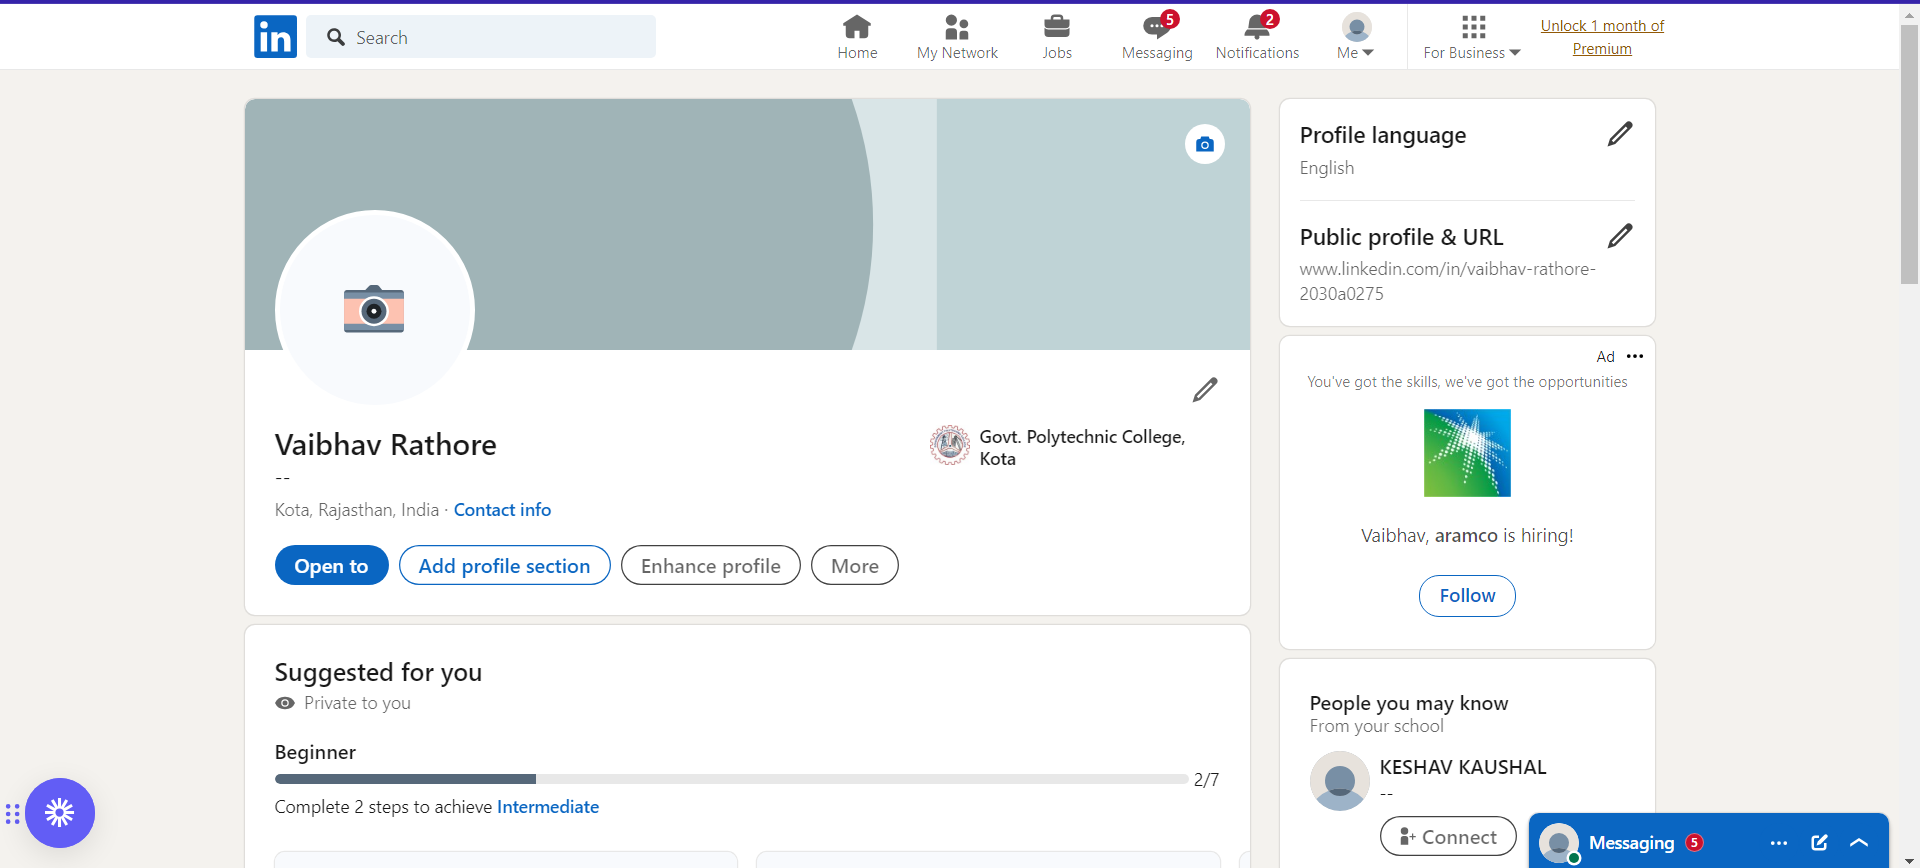 in
Search
Home
My Network
Jobs
5
Messaging
2
Notifications
Me
For Business
Unlock 1 month of
Premium
Vaibhav Rathore
--
Kota, Rajasthan, India · Contact info
Govt. Polytechnic College,
Kota
Open to
Add profile section
Enhance profile
More
Suggested for you
Private to you
Beginner
2/7
Complete 2 steps to achieve Intermediate
Profile language
English
Public profile & URL
www.linkedin.com/in/vaibhav-rathore-
2030a0275
Ad
You've got the skills, we've got the opportunities
Vaibhav, aramco is hiring!
Follow
People you may know
From your school
KESHAV KAUSHAL
--
Connect
Messaging 5